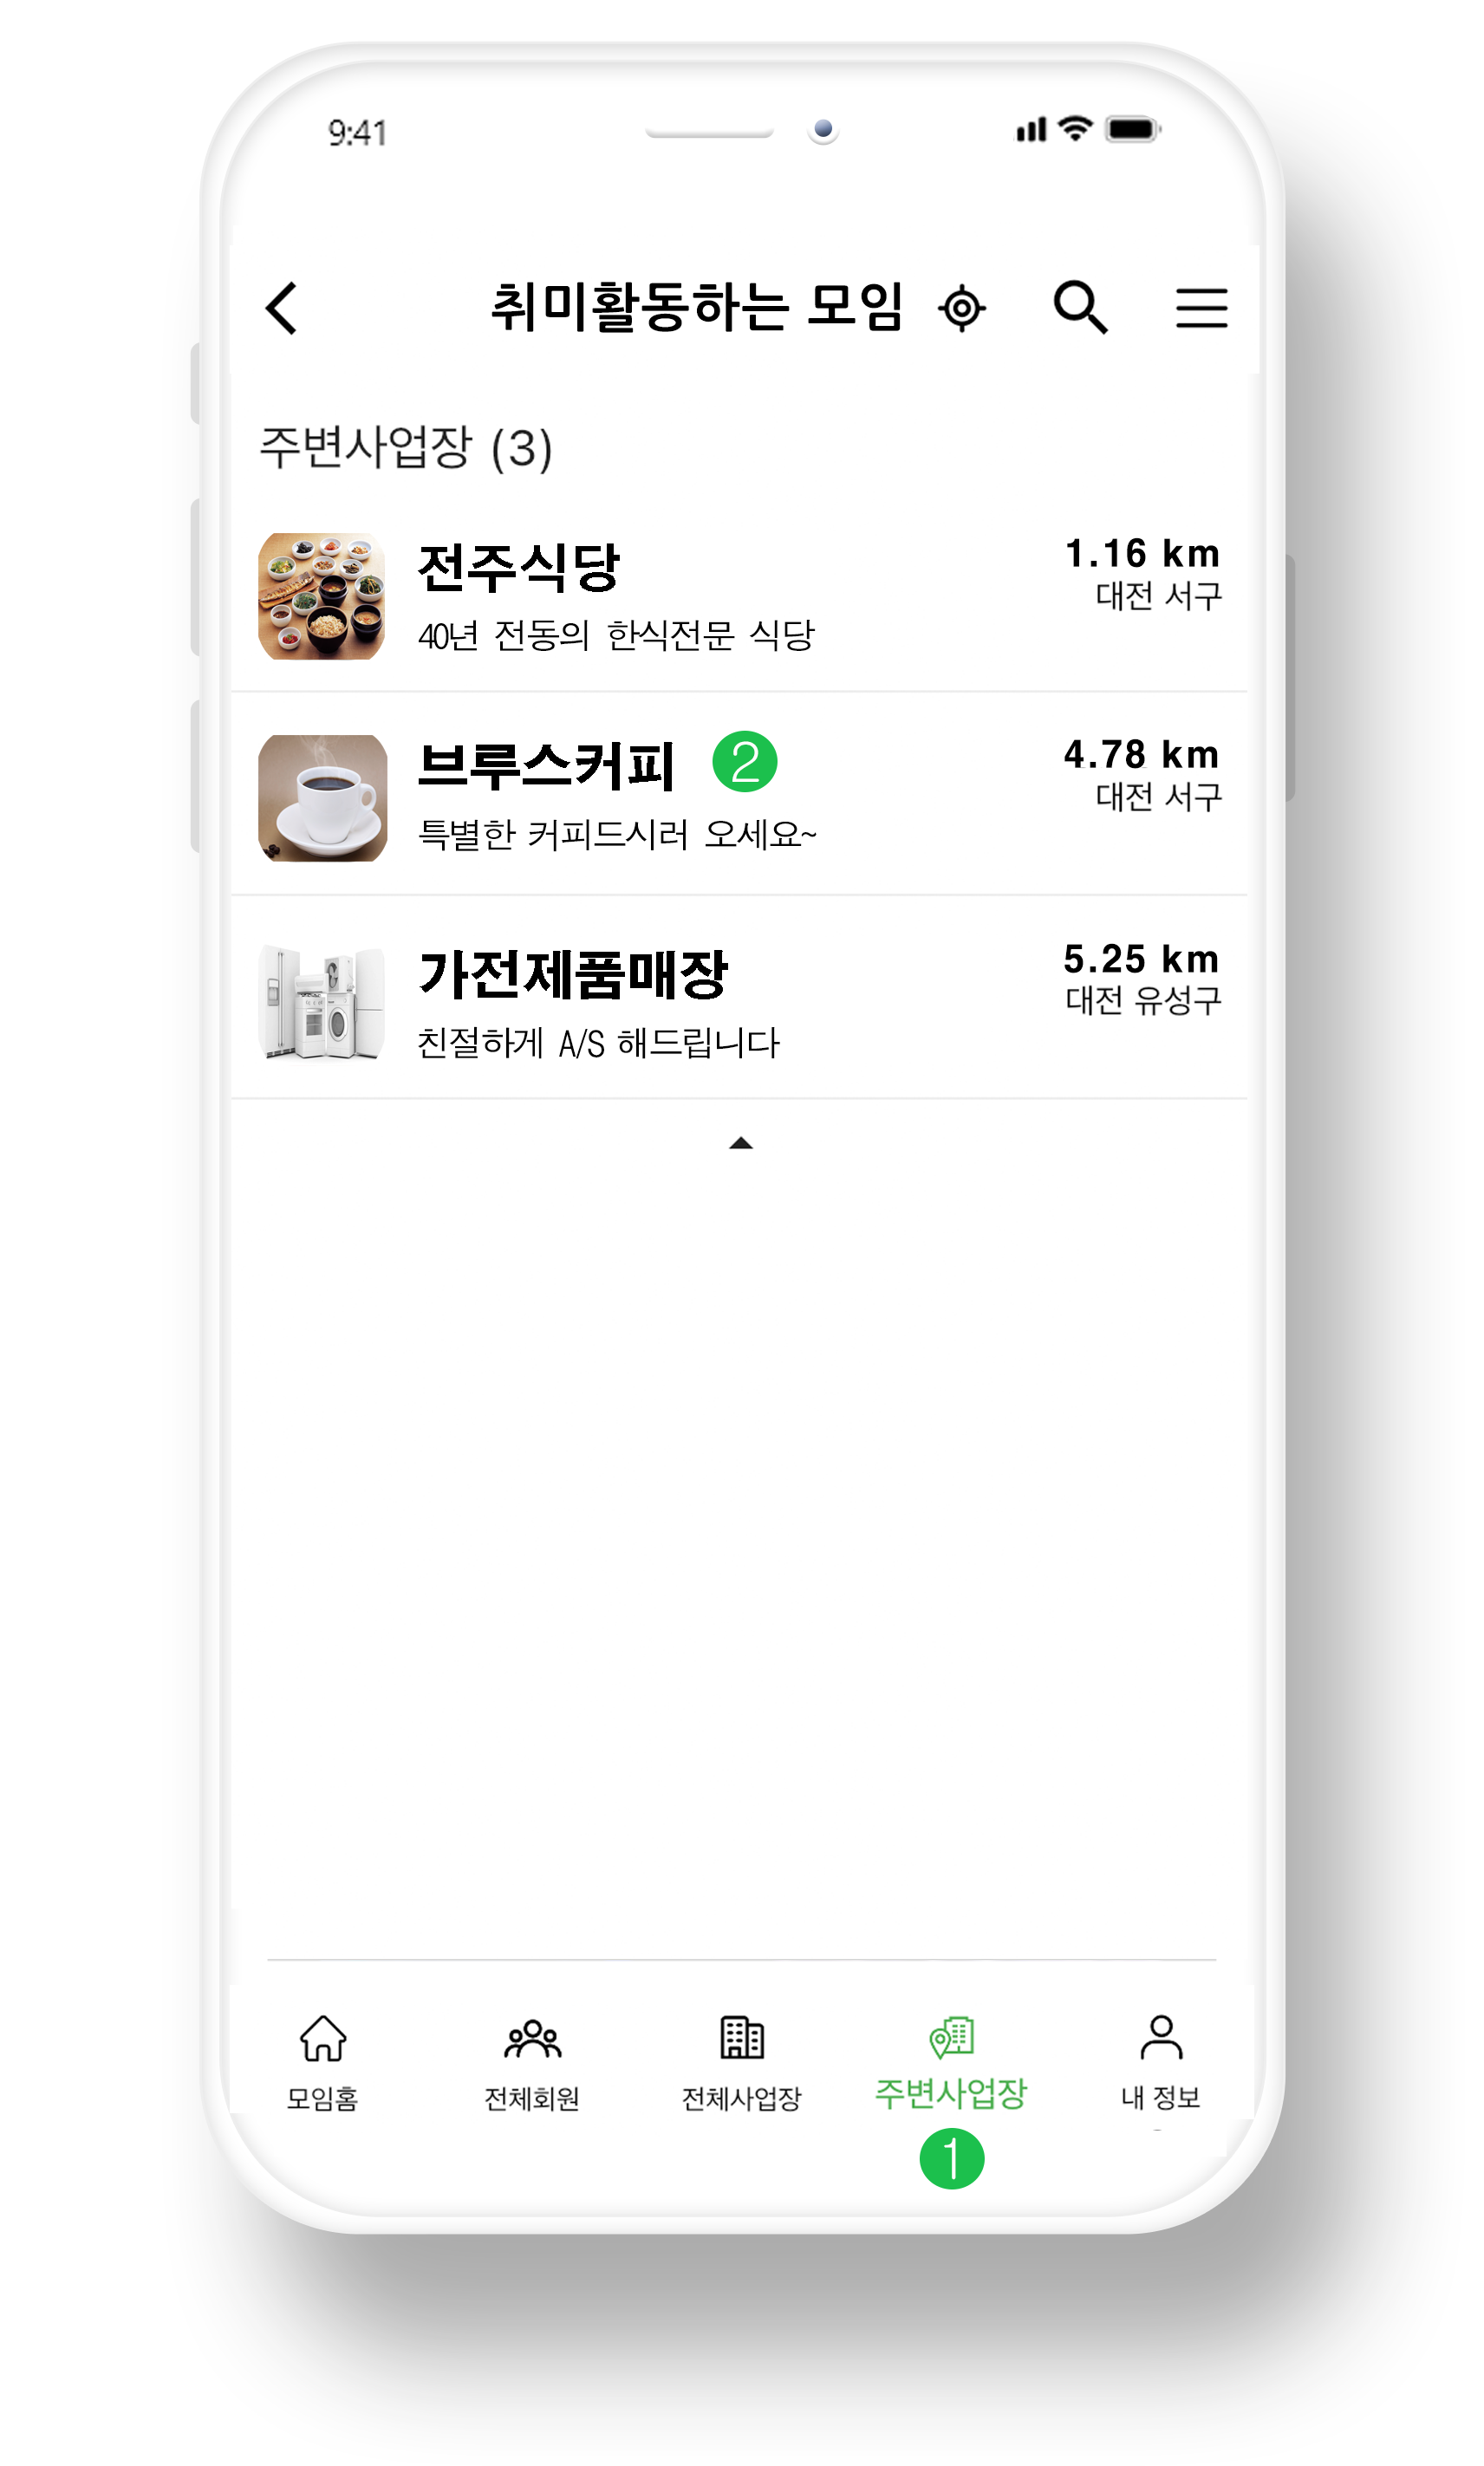 9:41
취미활동하는 모임
주변사업장 (3)
전주식당
1.16 km
대전 서구
40년 전동의 한식전문 식당
브루스커피 2
4.78 km
대전 서구
특별한 커피드시러 오세요~
가전제품매장
5.25 km
대전 유성구
친절하게 A/S 해드립니다
모임홈 전체회원 전체사업장 주변사업장 내 정보
1